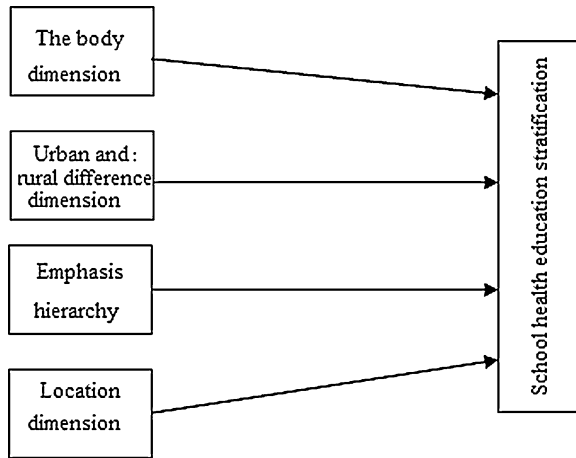 The body
dimension
Urban and :
rural difference
dimension
Emphasis
hierarchy
Location
dimension
School health education stratification